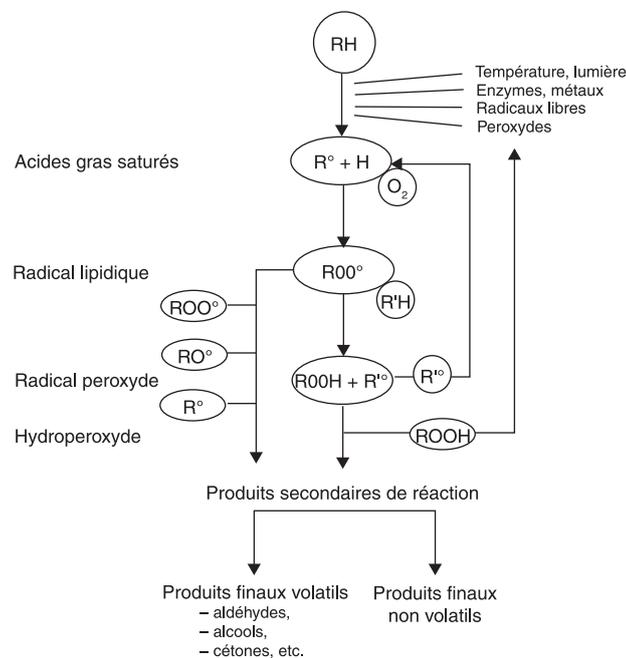 RH
Température, lumière
Enzymes, métaux
Radicaux libres
Peroxydes
Acides gras saturés
R° + H
O2
Radical lipidique
R00°
R'H
ROO°
RO°
Radical peroxyde
R00H + R'°
R'°
R°
Hydroperoxyde
ROOH
Produits secondaires de réaction
Produits finaux volatils
– aldéhydes,
– alcools,
– cétones, etc.
Produits finaux
non volatils